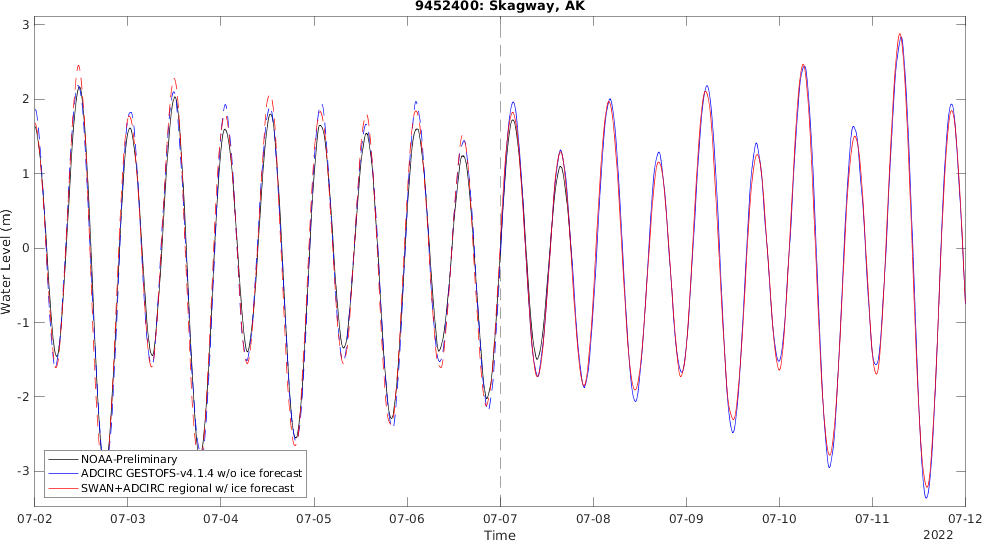 9452400: Skagway, AK
3
2
1
0
-1
-2
-3
Water Level (m)
NOAA-Preliminary
ADCIRC GESTOFS-v4.1.4 w/o ice forecast
SWAN+ADCIRC regional w/ ice forecast
07-02 07-03 07-04 07-05 07-06 07-07 07-08 07-09 07-10 07-11 07-12
Time
2022